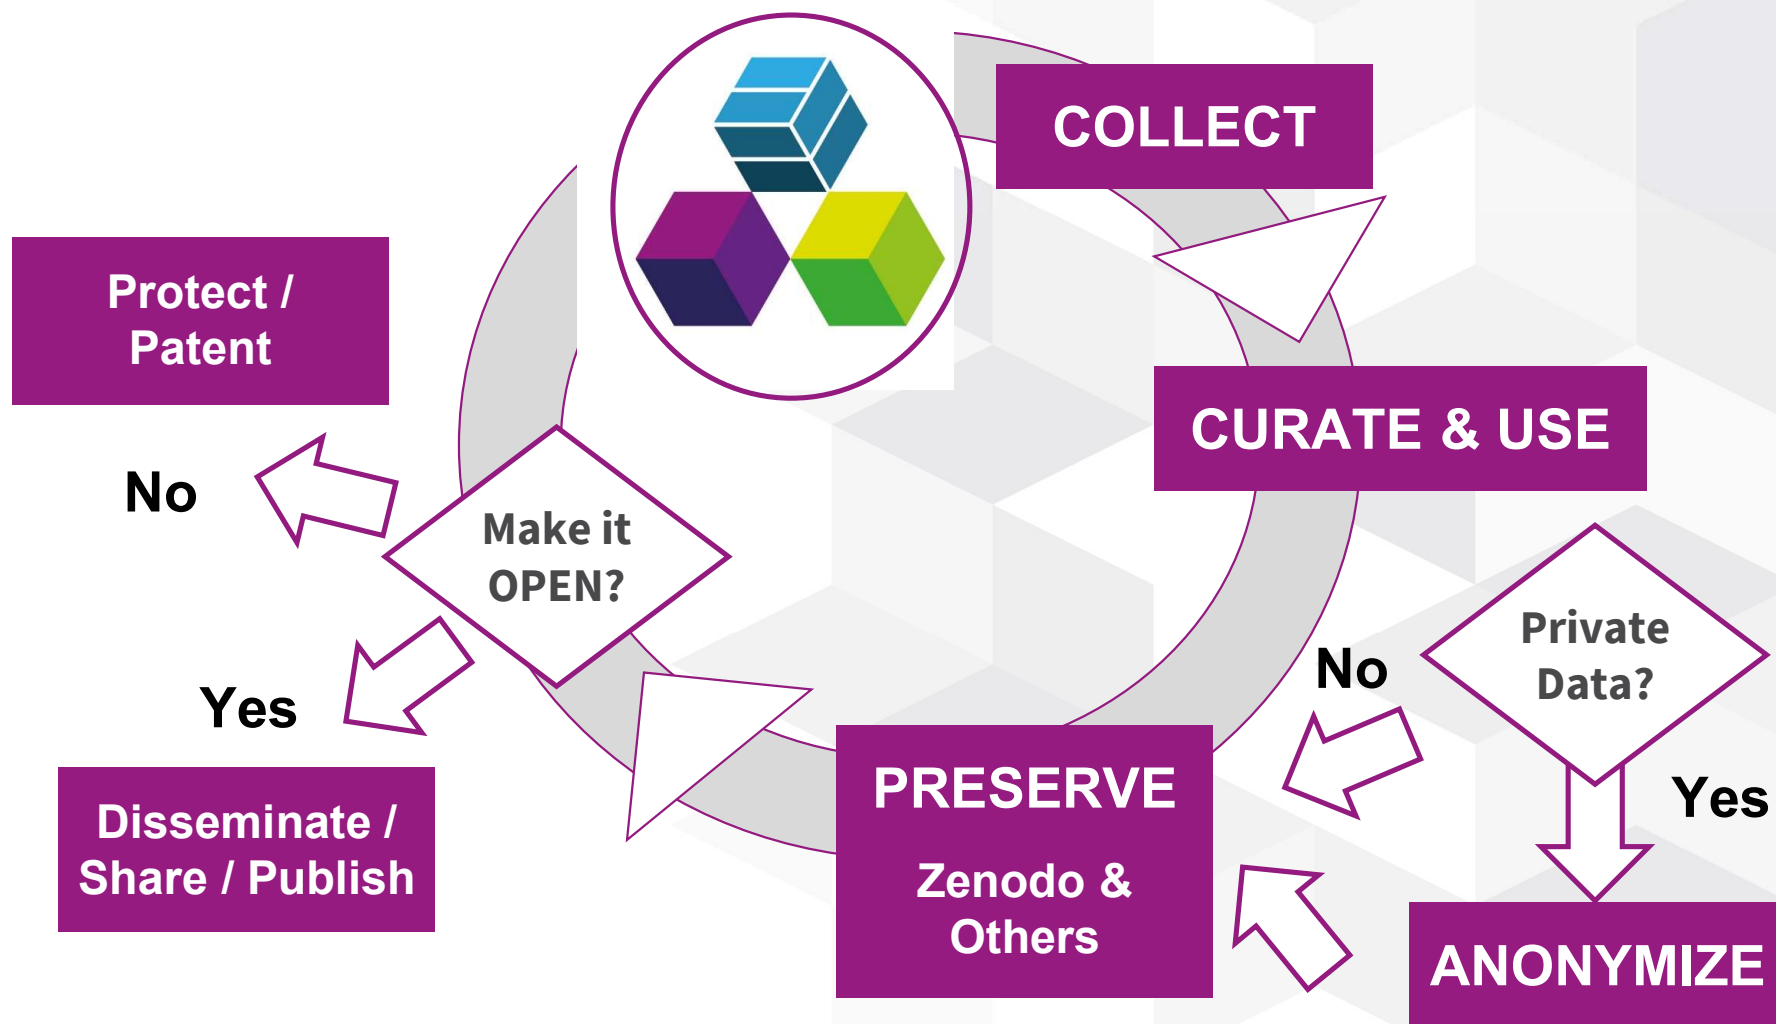 COLLECT
Protect /
Patent
CURATE & USE
No
Make it
OPEN?
Private
Data?
No
Yes
PRESERVE
Zenodo &
Others
Yes
Disseminate /
Share / Publish
ANONYMIZE